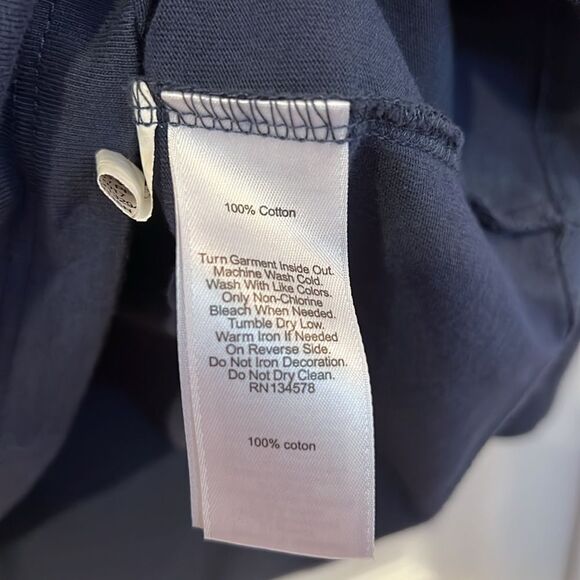 100% Cotton
Turn Garment Inside Out.
Machine Wash Cold.
Wash With Like Colors.
Only Non-Chlorine
Bleach When Needed.
Tumble Dry Low.
Warm Iron If Needed
On Reverse Side.
Do Not Iron Decoration.
Do Not Dry Clean.
RN134578
100% coton